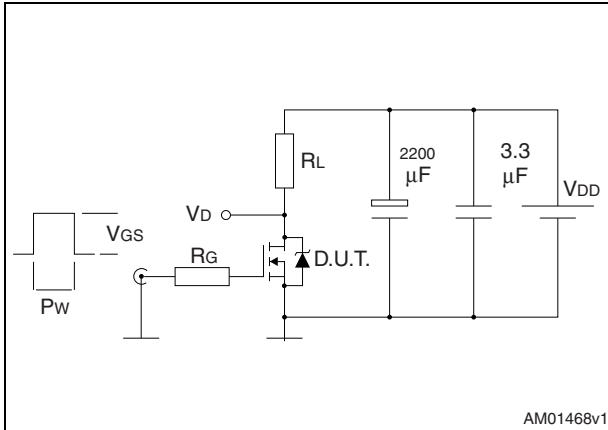 RL
2200
μF
3.3
μF
VDD
VD
VGS
RG
D.U.T.
PW
AM01468v1